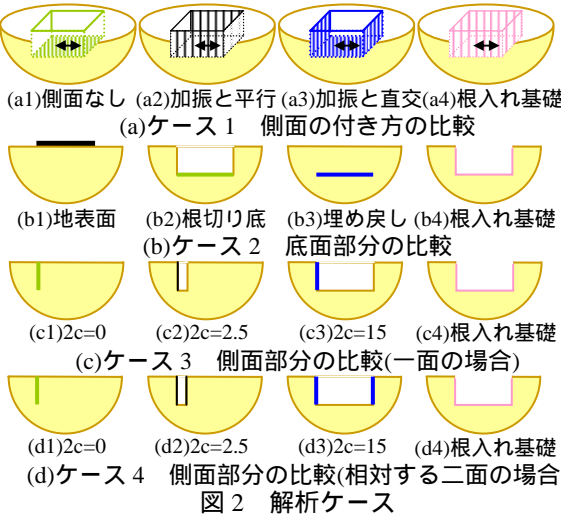 (a1)側面なし (a2)加振と平行 (a3)加振と直交 (a4)根入れ基礎
(a)ケース 1 側面の付き方の比較
(b1)地表面 (b2)根切り底 (b3)埋め戻し (b4)根入れ基礎
(b)ケース 2 底面部分の比較
(c1)2c=0 (c2)2c=2.5 (c3)2c=15 (c4)根入れ基礎
(c)ケース 3 側面部分の比較(一面の場合)
(d1)2c=0 (d2)2c=2.5 (d3)2c=15 (d4)根入れ基礎
(d)ケース 4 側面部分の比較(相対する二面の場合
図 2 解析ケース